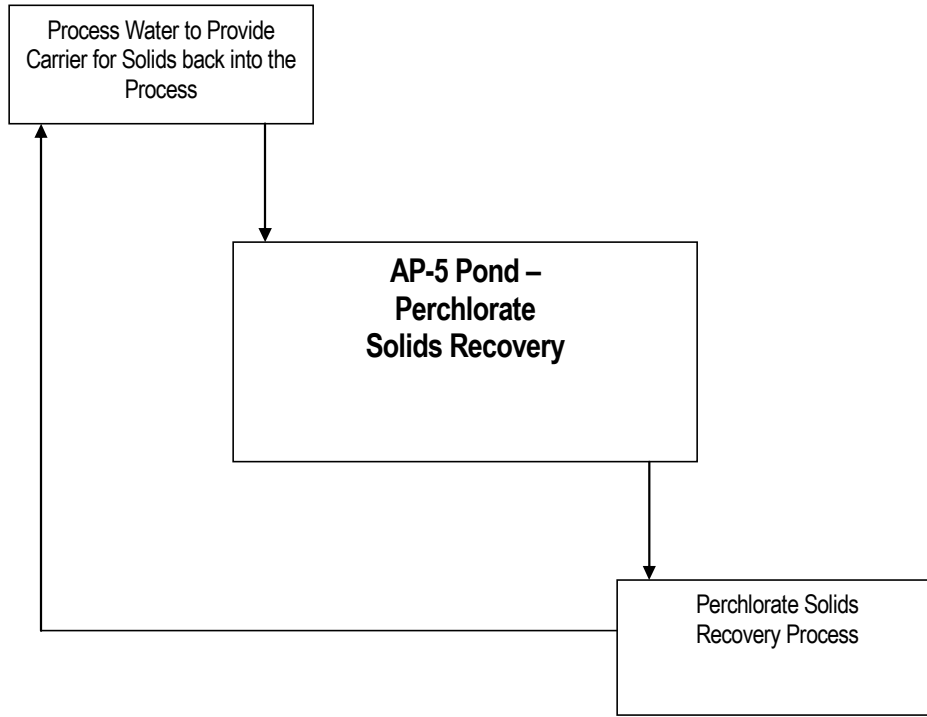 Process Water to Provide
Carrier for Solids back into the
Process
AP-5 Pond –
Perchlorate
Solids Recovery
Perchlorate Solids
Recovery Process